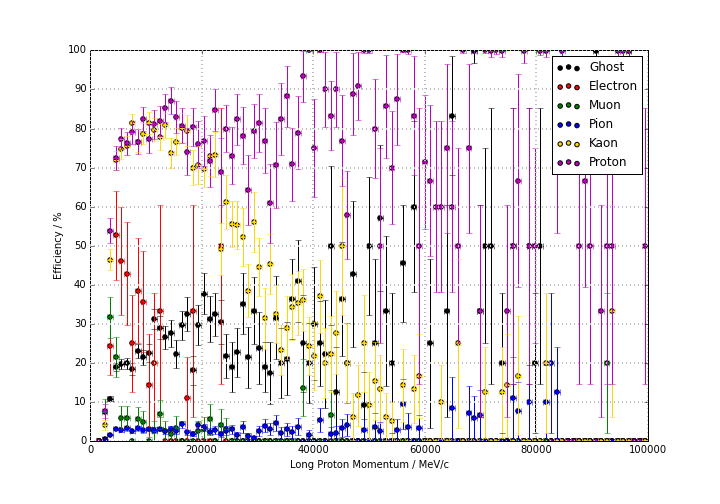 100
90
80
70
60
50
40
30
20
10
0
Efficiency / %
0
20000
40000
60000
80000
100000
Long Proton Momentum / MeV/c
Ghost
Electron
Muon
Pion
Kaon
Proton